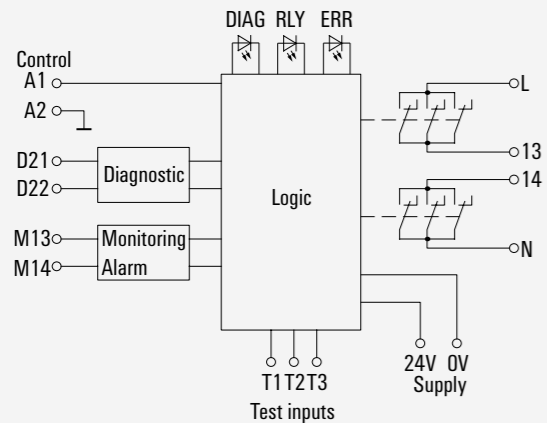 DIAG RLY ERR
Control
A1
A2
L
13
D21
D22
Diagnostic
14
Logic
M13
M14
Monitoring
Alarm
N
T1 T2 T3
Test inputs
24V 0V
Supply